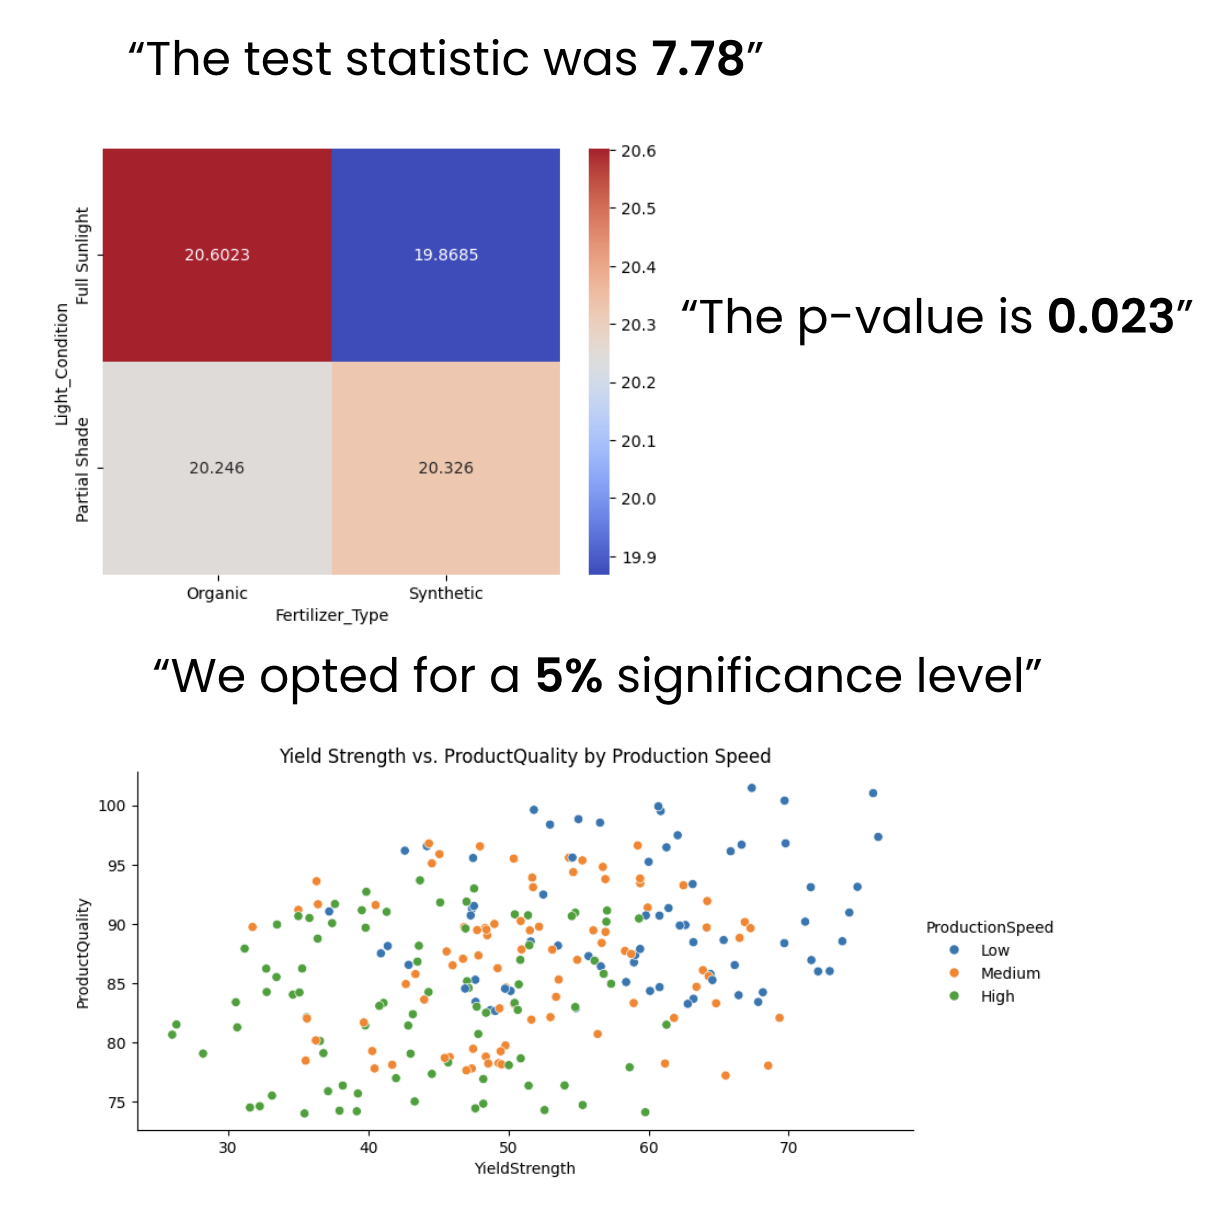 “The test statistic was 7.78”
20.6
20.5
20.4
20.3
20.2
20.1
20.0
19.9
Full Sunlight
Partial Shade
Light_Condition
20.6023
19.8685
20.246
20.326
Organic
Synthetic
Fertilizer_Type
“The p-value is 0.023”
“We opted for a 5% significance level”
Yield Strength vs. ProductQuality by Production Speed
100
95
90
85
80
75
ProductQuality
30
40
50
60
70
YieldStrength
ProductionSpeed
Low
Medium
High